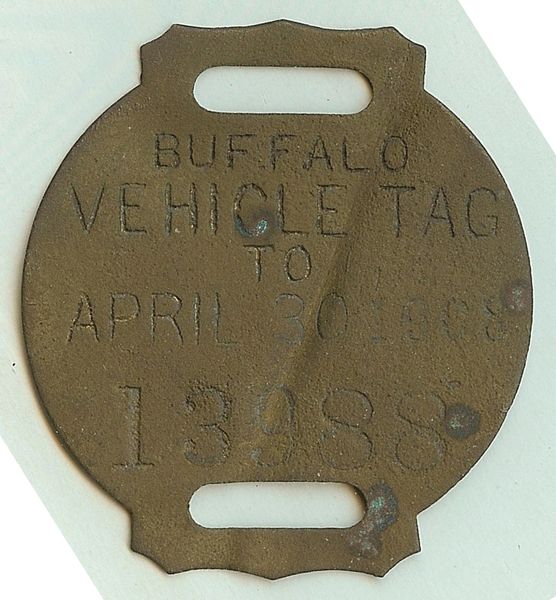 BUFFALO
VEHICLE TAG
TO
APRIL 30 1908
13988